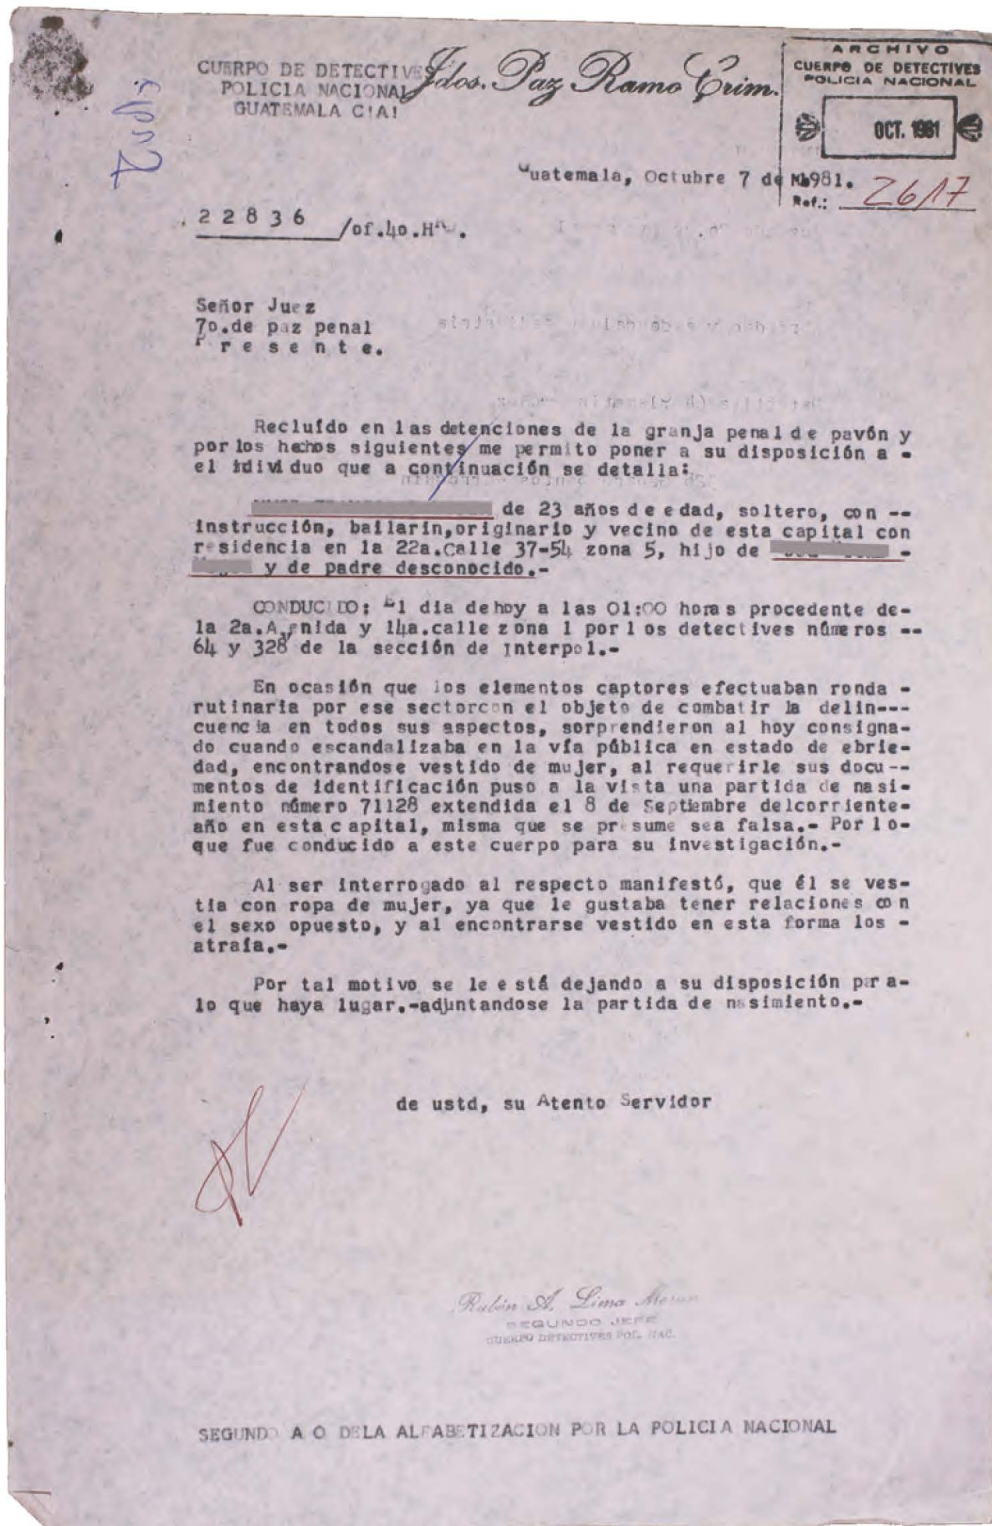 CUERPO DE DETECTIVES
POLICIA NACIONAL
GUATEMALA C!A!
Jdos. Paz Ramo Crim.
ARCHIVO
CUERPO DE DETECTIVES
POLICIA NACIONAL
OCT. 1981
Ref.: 2617
Guatemala, Octubre 7 de 1981.
22836 /of.4o.
Señor Juez
7o.de paz penal
P r e s e n t e.
Recluído en las detenciones de la granja penal de pavón y
por los hechos siguientes me permito poner a su disposición a -
el idividuo que a continuación se detalla:
de 23 años de edad, soltero, con --
instrucción, bailarin,originario y vecino de esta capital con
residencia en la 22a.calle 37-54 zona 5, hijo de -
y de padre desconocido.-
CONDUCIDO: El dia de hoy a las 01:00 horas procedente de-
la 2a.Avenida y 14a.calle zona 1 por los detectives números --
64 y 328 de la sección de Interpol.-
En ocasión que los elementos captores efectuaban ronda -
rutinaria por ese sectorcon el objeto de combatir la delin---
cuencia en todos sus aspectos, sorprendieron al hoy consigna-
do cuando escandalizaba en la vía pública en estado de ebrie-
dad, encontrandose vestido de mujer, al requerirle sus docu--
mentos de identificación puso a la vista una partida de nasi-
miento número 71128 extendida el 8 de Septiembre delcorriente-
año en esta capital, misma que se presume sea falsa.- Por lo-
que fue conducido a este cuerpo para su investigación.-
Al ser interrogado al respecto manifestó, que él se ves-
tia con ropa de mujer, ya que le gustaba tener relaciones con
el sexo opuesto, y al encontrarse vestido en esta forma los -
atraía.-
Por tal motivo se le está dejando a su disposición para-
lo que haya lugar.-adjuntandose la partida de nasimiento.-
de ustd, su Atento Servidor
Rubén A. Lima Moran
SEGUNDO JEFE
CUERPO DETECTIVES POL. NAC.
SEGUNDO A O DELA ALFABETIZACION POR LA POLICIA NACIONAL